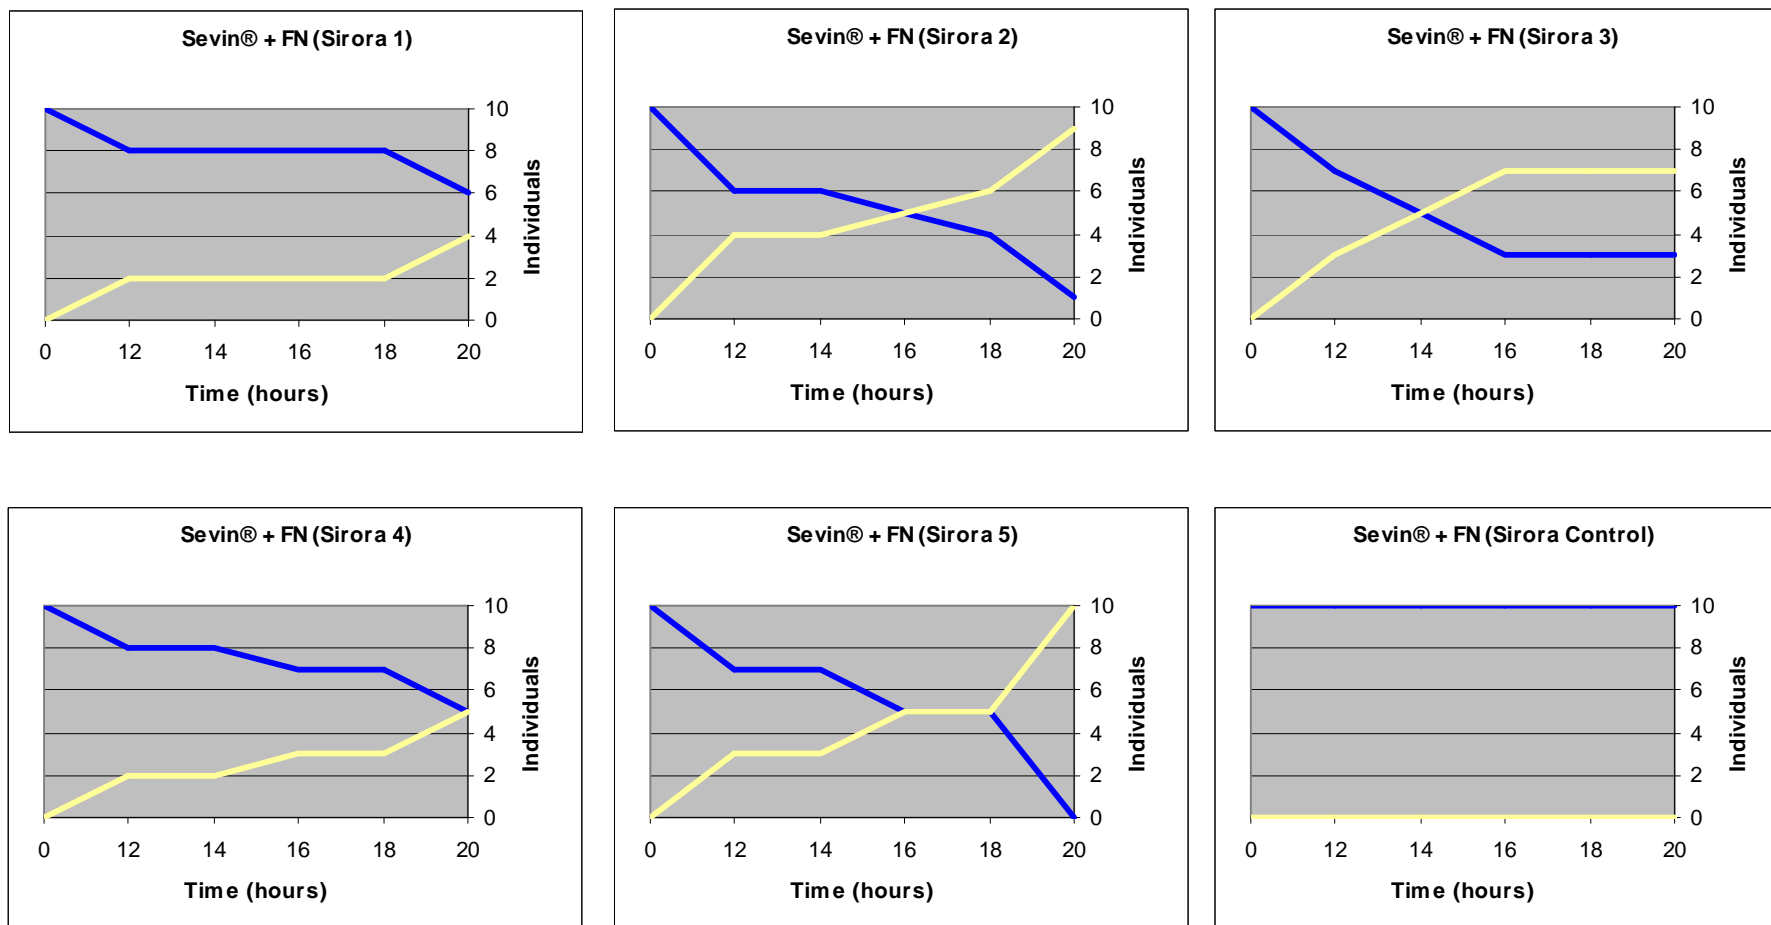 Sevin® + FN (Sirora 1)
10
8
6
4
2
0
Individuals
0 12 14 16 18 20
Time (hours)
Sevin® + FN (Sirora 2)
10
8
6
4
2
0
Individuals
0 12 14 16 18 20
Time (hours)
Sevin® + FN (Sirora 3)
10
8
6
4
2
0
Individuals
0 12 14 16 18 20
Time (hours)
Sevin® + FN (Sirora 4)
10
8
6
4
2
0
Individuals
0 12 14 16 18 20
Time (hours)
Sevin® + FN (Sirora 5)
10
8
6
4
2
0
Individuals
0 12 14 16 18 20
Time (hours)
Sevin® + FN (Sirora Control)
10
8
6
4
2
0
Individuals
0 12 14 16 18 20
Time (hours)